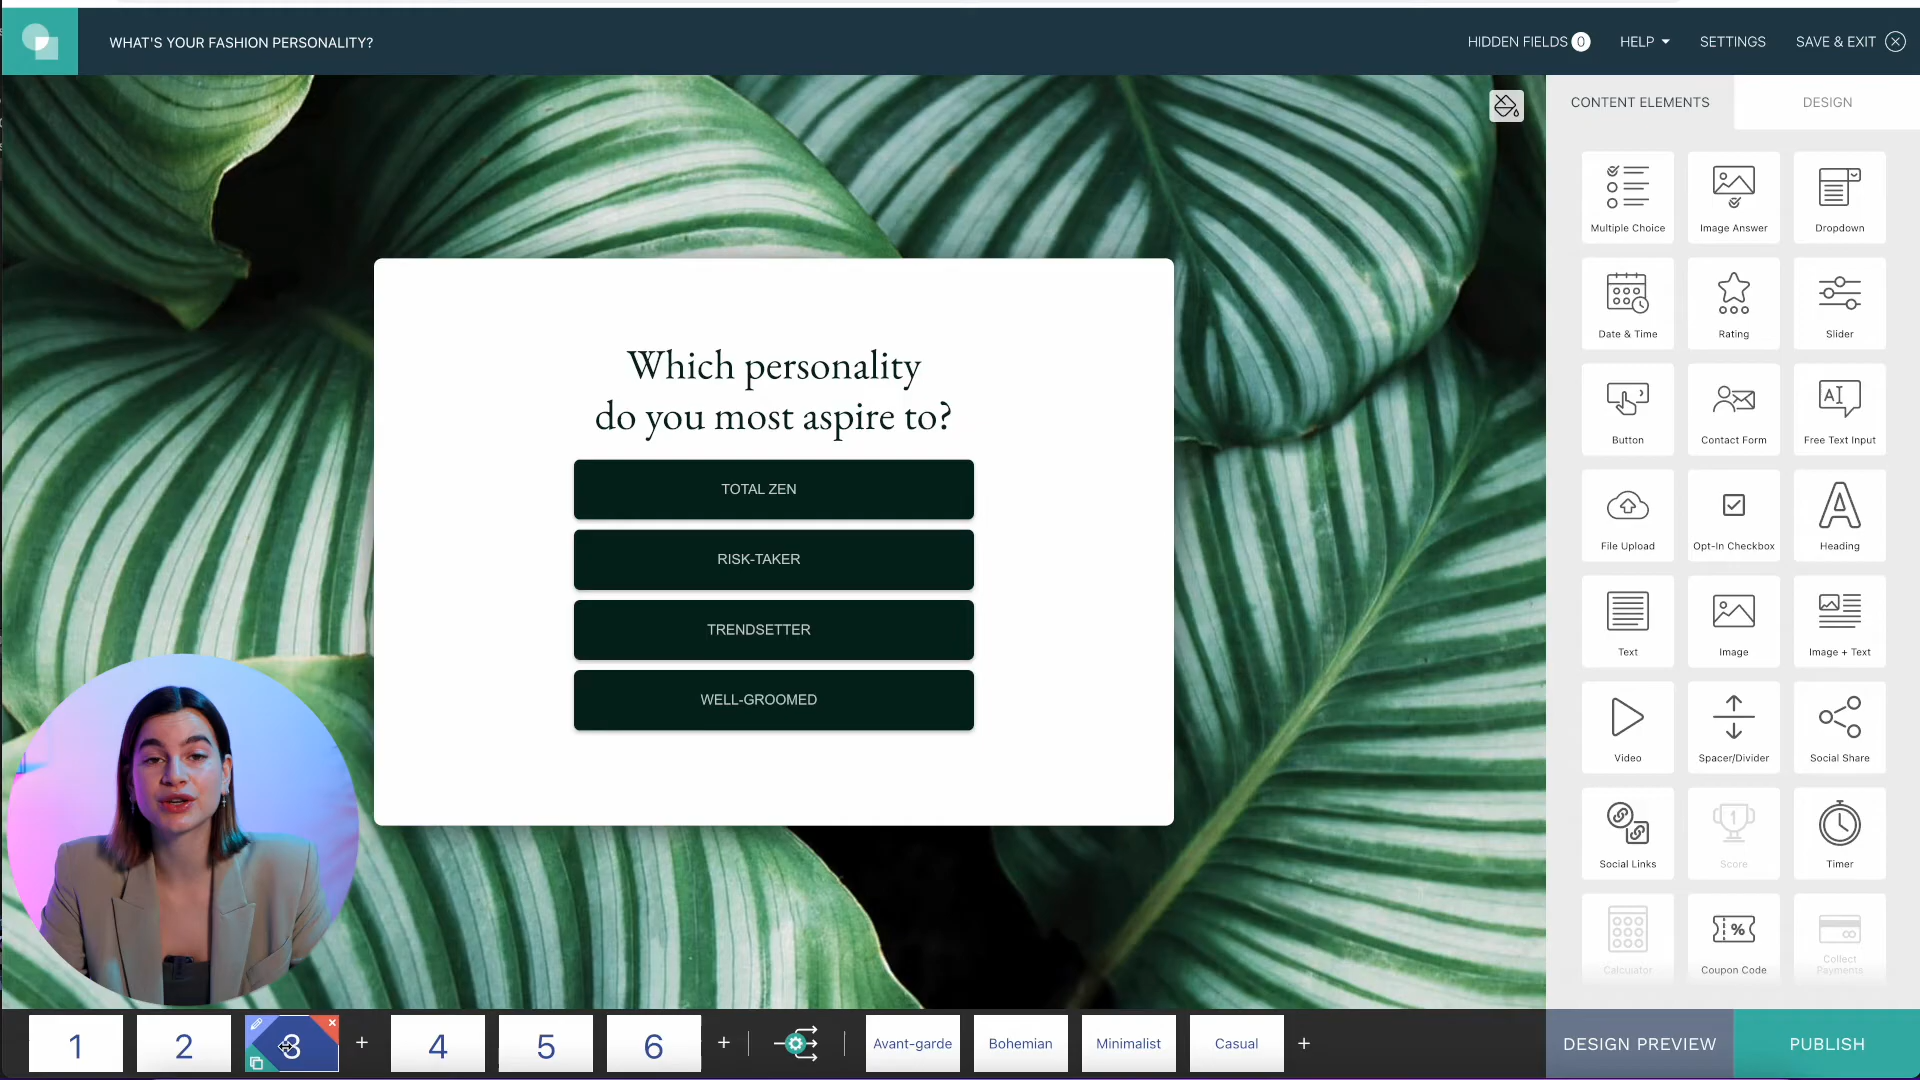 WHAT'S YOUR FASHION PERSONALITY?
HIDDEN FIELDS 0
HELP
SETTINGS
SAVE & EXIT
CONTENT ELEMENTS
DESIGN
Multiple Choice
Image Answer
Dropdown
Date & Time
Rating
Slider
Button
Contact Form
Free Text Input
File Upload
Opt-In Checkbox
Heading
Text
Image
Image + Text
Video
Spacer/Divider
Social Share
Social Links
Score
Timer
Calculator
Coupon Code
Collect
Payments
Which personality
do you most aspire to?
TOTAL ZEN
RISK-TAKER
TRENDSETTER
WELL-GROOMED
1
2
3
+
4
5
6
+
Avant-garde
Bohemian
Minimalist
Casual
+
DESIGN PREVIEW
PUBLISH